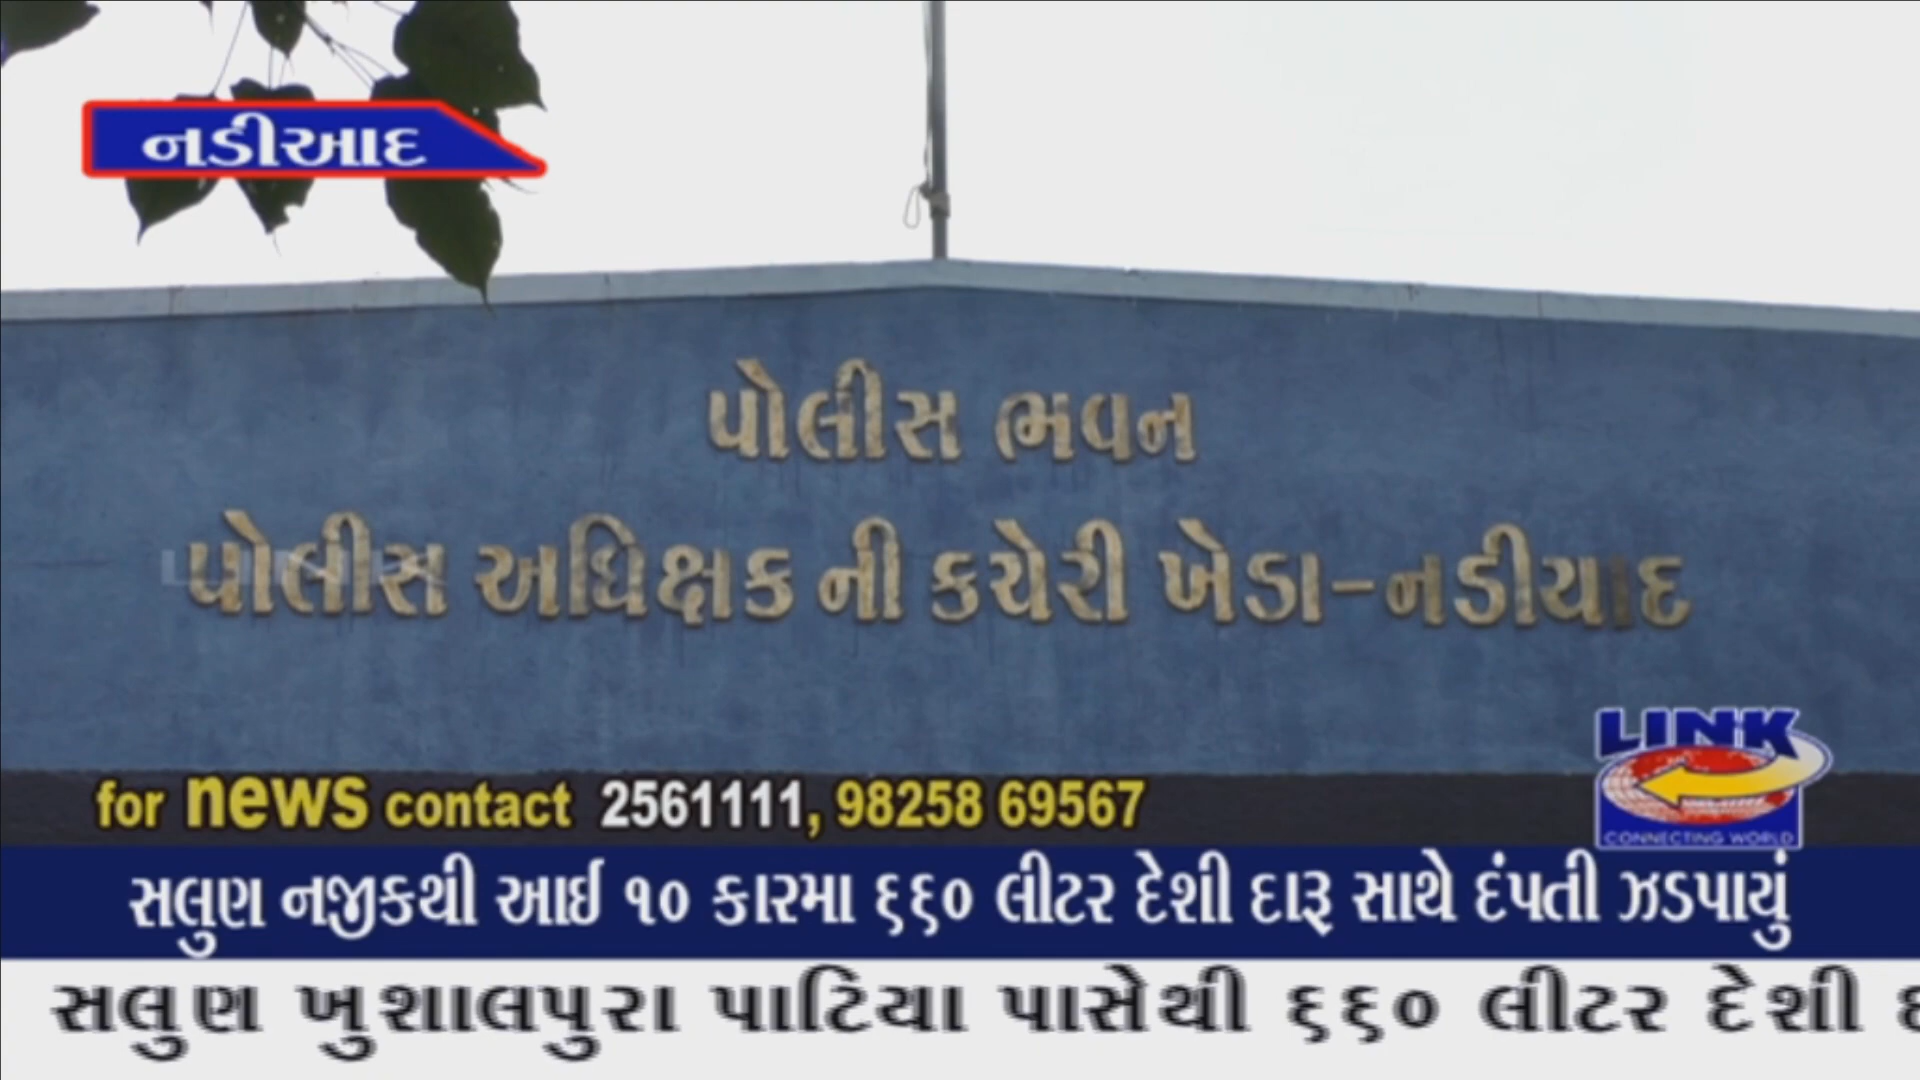 નડીઆદ
પોલીસ ભવન
પોલીસ અધિક્ષક ની કચેરી ખેડા-નડીયાદ
LINK
LINK
CONNECTING WORLD
for news contact 2561111, 98258 69567
સલુણ નજીકથી આઈ ૧૦ કારમા ૬૬૦ લીટર દેશી દારૂ સાથે દંપતી ઝડપાયું
સલુણ ખુશાલપુરા પાટિયા પાસેથી ૬૬૦ લીટર દેશી